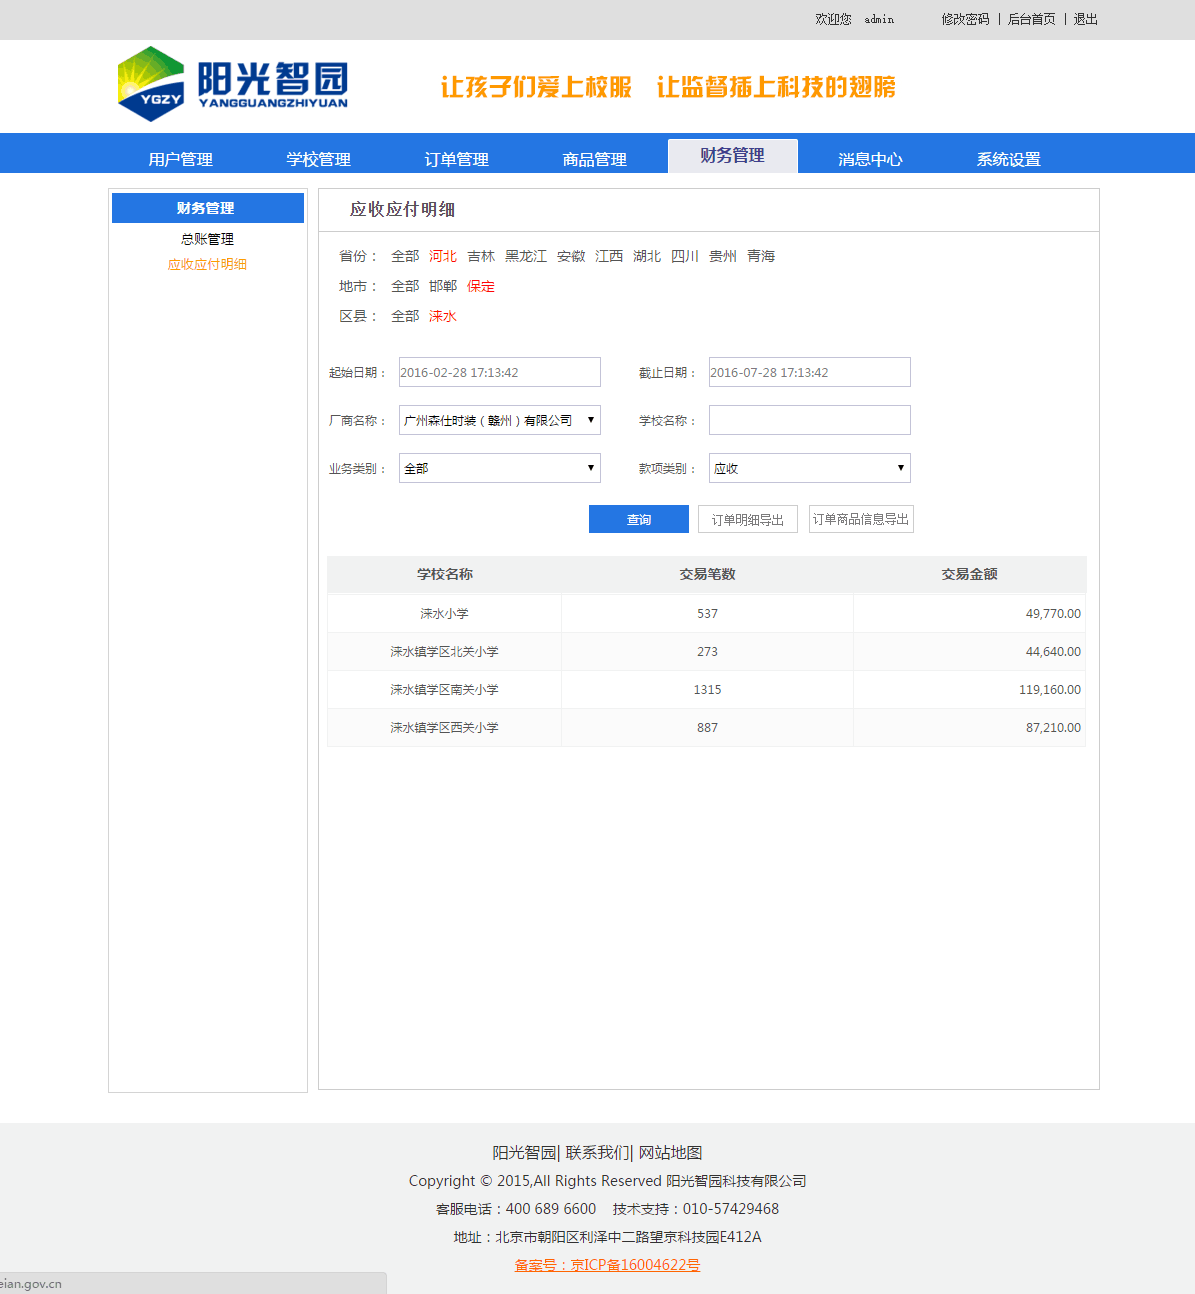 欢迎您 admin 修改密码 | 后台首页 | 退出
YGZY 阳光智园
YANGGUANGZHIYUAN
让孩子们爱上校服 让监督插上科技的翅膀
用户管理 学校管理 订单管理 商品管理 财务管理 消息中心 系统设置
财务管理
总账管理
应收应付明细
应收应付明细
省份： 全部 河北 吉林 黑龙江 安徽 江西 湖北 四川 贵州 青海
地市： 全部 邯郸 保定
区县： 全部 涞水
起始日期： 2016-02-28 17:13:42 截止日期： 2016-07-28 17:13:42
厂商名称： 广州森仕时装（赣州）有限公司 学校名称：
业务类别： 全部 款项类别： 应收
查询 订单明细导出 订单商品信息导出
学校名称 交易笔数 交易金额
涞水小学 537 49,770.00
涞水镇学区北关小学 273 44,640.00
涞水镇学区南关小学 1315 119,160.00
涞水镇学区西关小学 887 87,210.00
阳光智园| 联系我们| 网站地图
Copyright © 2015,All Rights Reserved 阳光智园科技有限公司
客服电话：400 689 6600 技术支持：010-57429468
地址：北京市朝阳区利泽中二路望京科技园E412A
备案号：京ICP备16004622号
eian.gov.cn